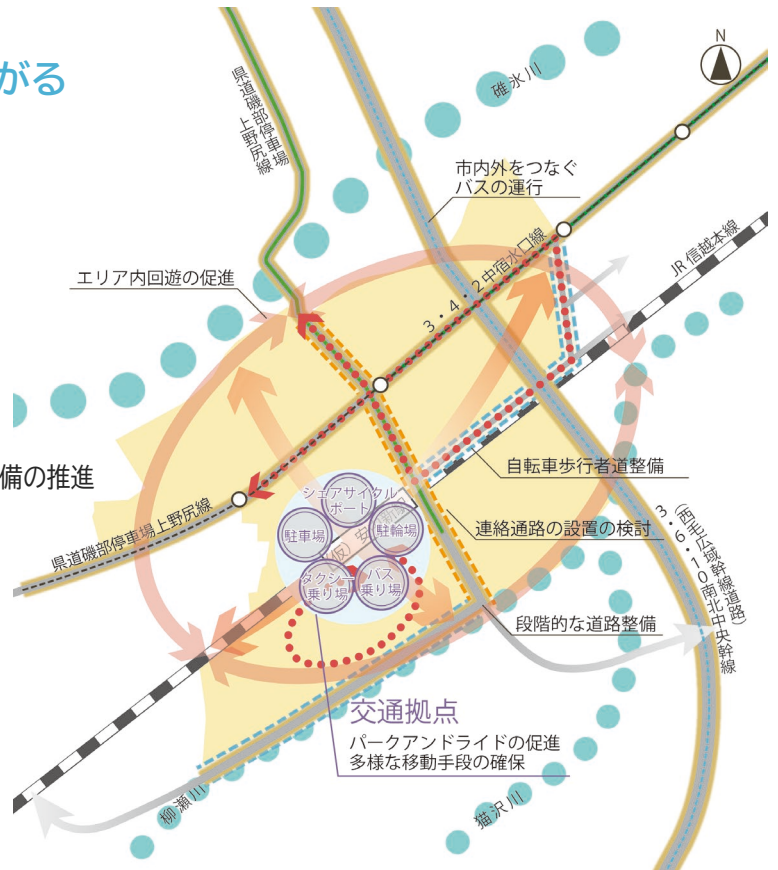 がる
N
碓氷川
県道磯部停車場
上野尻線
市内外をつなぐ
バスの運行
JR 信越本線
エリア内回遊の促進
3・4・2中宿水口線
備の推進
自転車歩行者道整備
シェアサイクル
ポート
駐車場
駐輪場
連絡通路の設置の検討
県道磯部停車場上野尻線
(西毛広域幹線道路)
3・6・10南北中央幹線
タクシー
乗り場
バス
乗り場
段階的な道路整備
交通拠点
パークアンドライドの促進
多様な移動手段の確保
柳瀬川
猫沢川